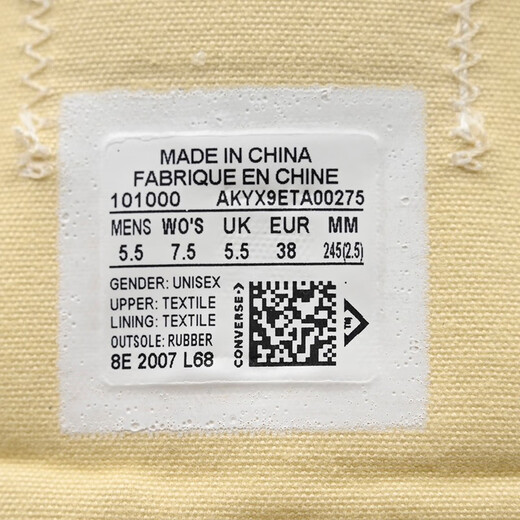 MADE IN CHINA
FABRIQUE EN CHINE
101000 AKYX9ETA00275
MENS WO'S UK EUR MM
5.5 7.5 5.5 38 245(2.5)
GENDER: UNISEX
UPPER: TEXTILE
LINING: TEXTILE
OUTSOLE: RUBBER
8E 2007 L68
CONVERSE
TM